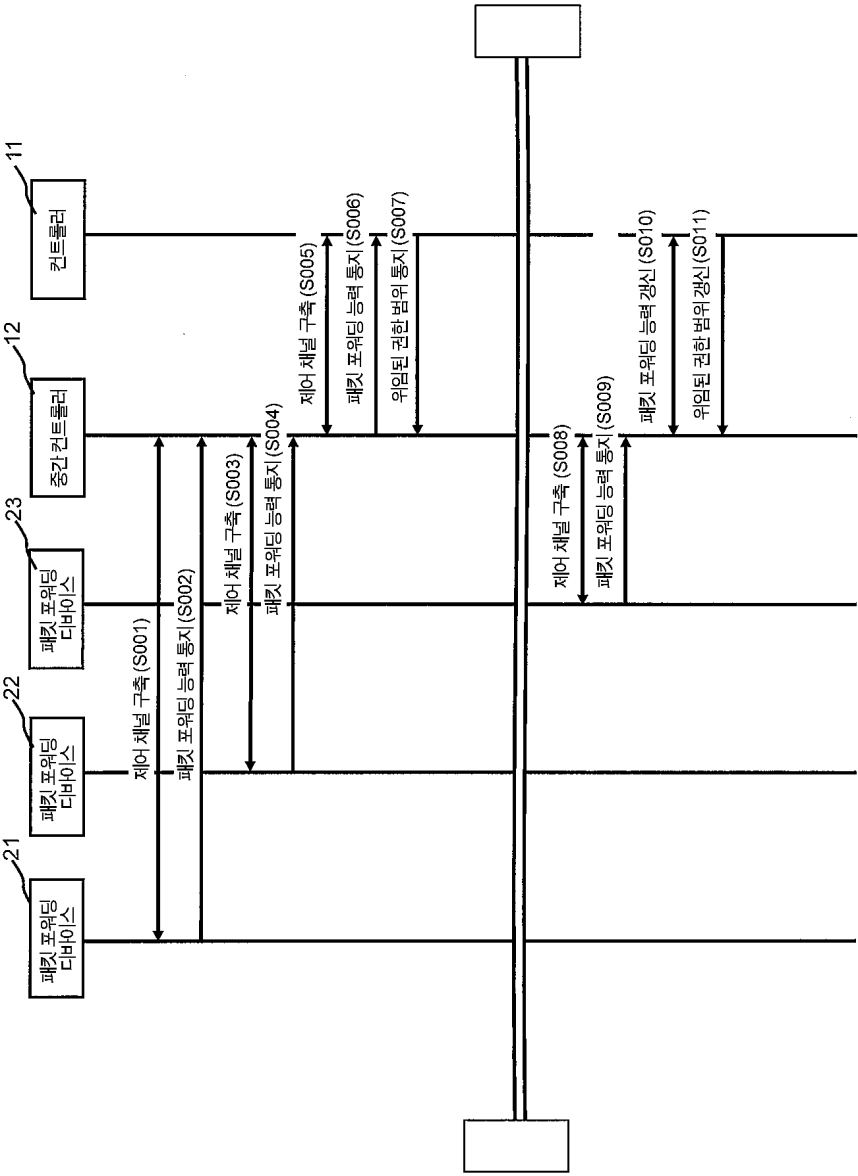 21
패킷 포워딩
디바이스
22
패킷 포워딩
디바이스
23
패킷 포워딩
디바이스
12
중간 컨트롤러
11
컨트롤러
제어 채널 구축 (S001)
패킷 포워딩 능력 통지 (S002)
제어 채널 구축 (S003)
패킷 포워딩 능력 통지 (S004)
제어 채널 구축 (S005)
패킷 포워딩 능력 통지 (S006)
위임된 권한 범위 통지 (S007)
제어 채널 구축 (S008)
패킷 포워딩 능력 통지 (S009)
패킷 포워딩 능력 갱신 (S010)
위임된 권한 범위 갱신 (S011)